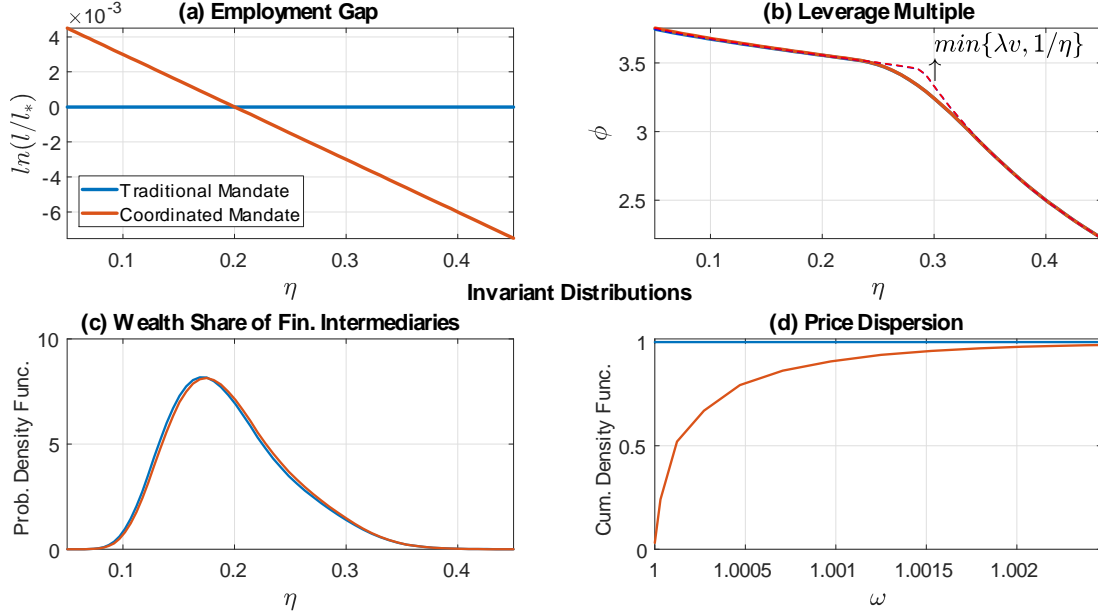 (a) Employment Gap
×10⁻³
4
2
0
-2
-4
-6
ln(l/l*)
Traditional Mandate
Coordinated Mandate
0.1 0.2 0.3 0.4
η
(b) Leverage Multiple
min{λv, 1/η}
3.5
3
2.5
ϕ
0.1 0.2 0.3 0.4
η
Invariant Distributions
(c) Wealth Share of Fin. Intermediaries
10
5
0
Prob. Density Func.
0.1 0.2 0.3 0.4
η
(d) Price Dispersion
1
0.5
0
Cum. Density Func.
1 1.0005 1.001 1.0015 1.002
ω